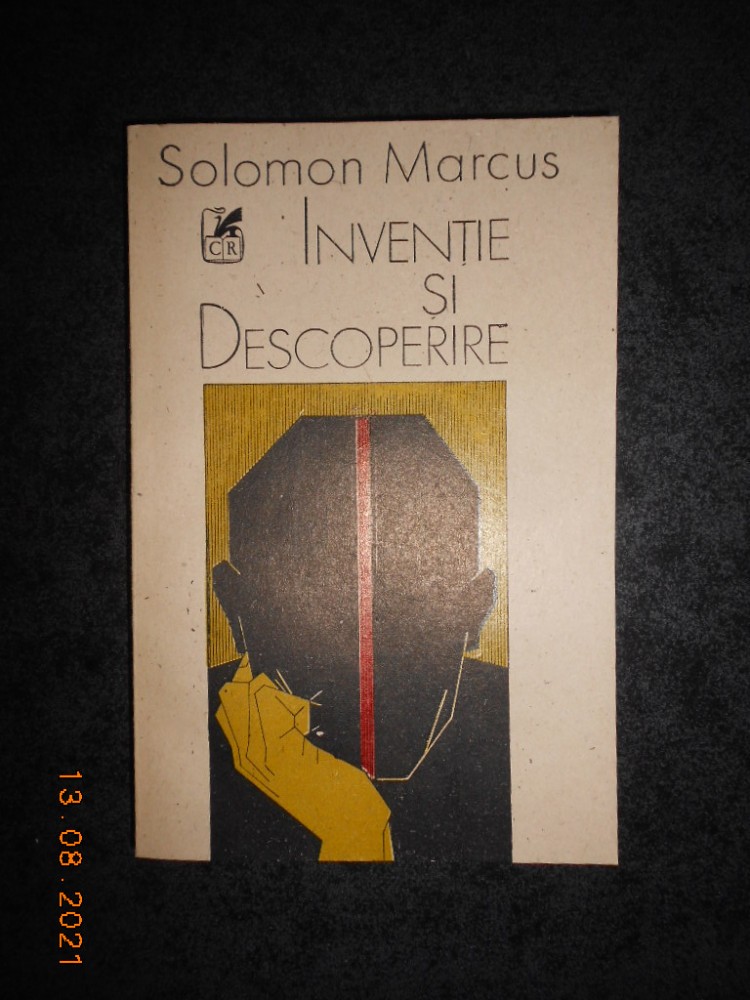 Solomon Marcus
CR
INVENȚIE
ȘI
DESCOPERIRE
13.08.2021